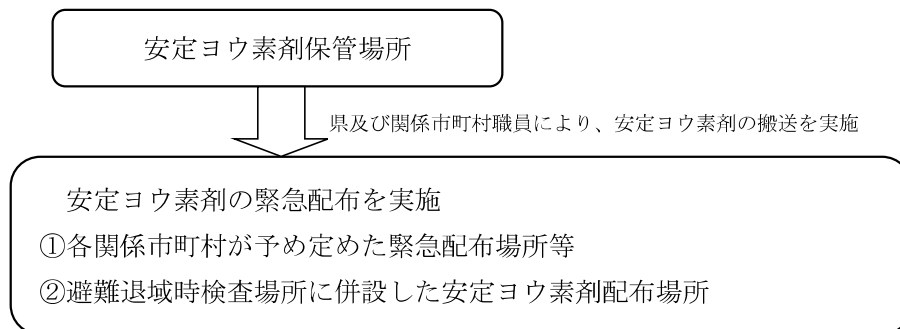 安定ヨウ素剤保管場所
県及び関係市町村職員により、安定ヨウ素剤の搬送を実施
安定ヨウ素剤の緊急配布を実施
①各関係市町村が予め定めた緊急配布場所等
②避難退域時検査場所に併設した安定ヨウ素剤配布場所